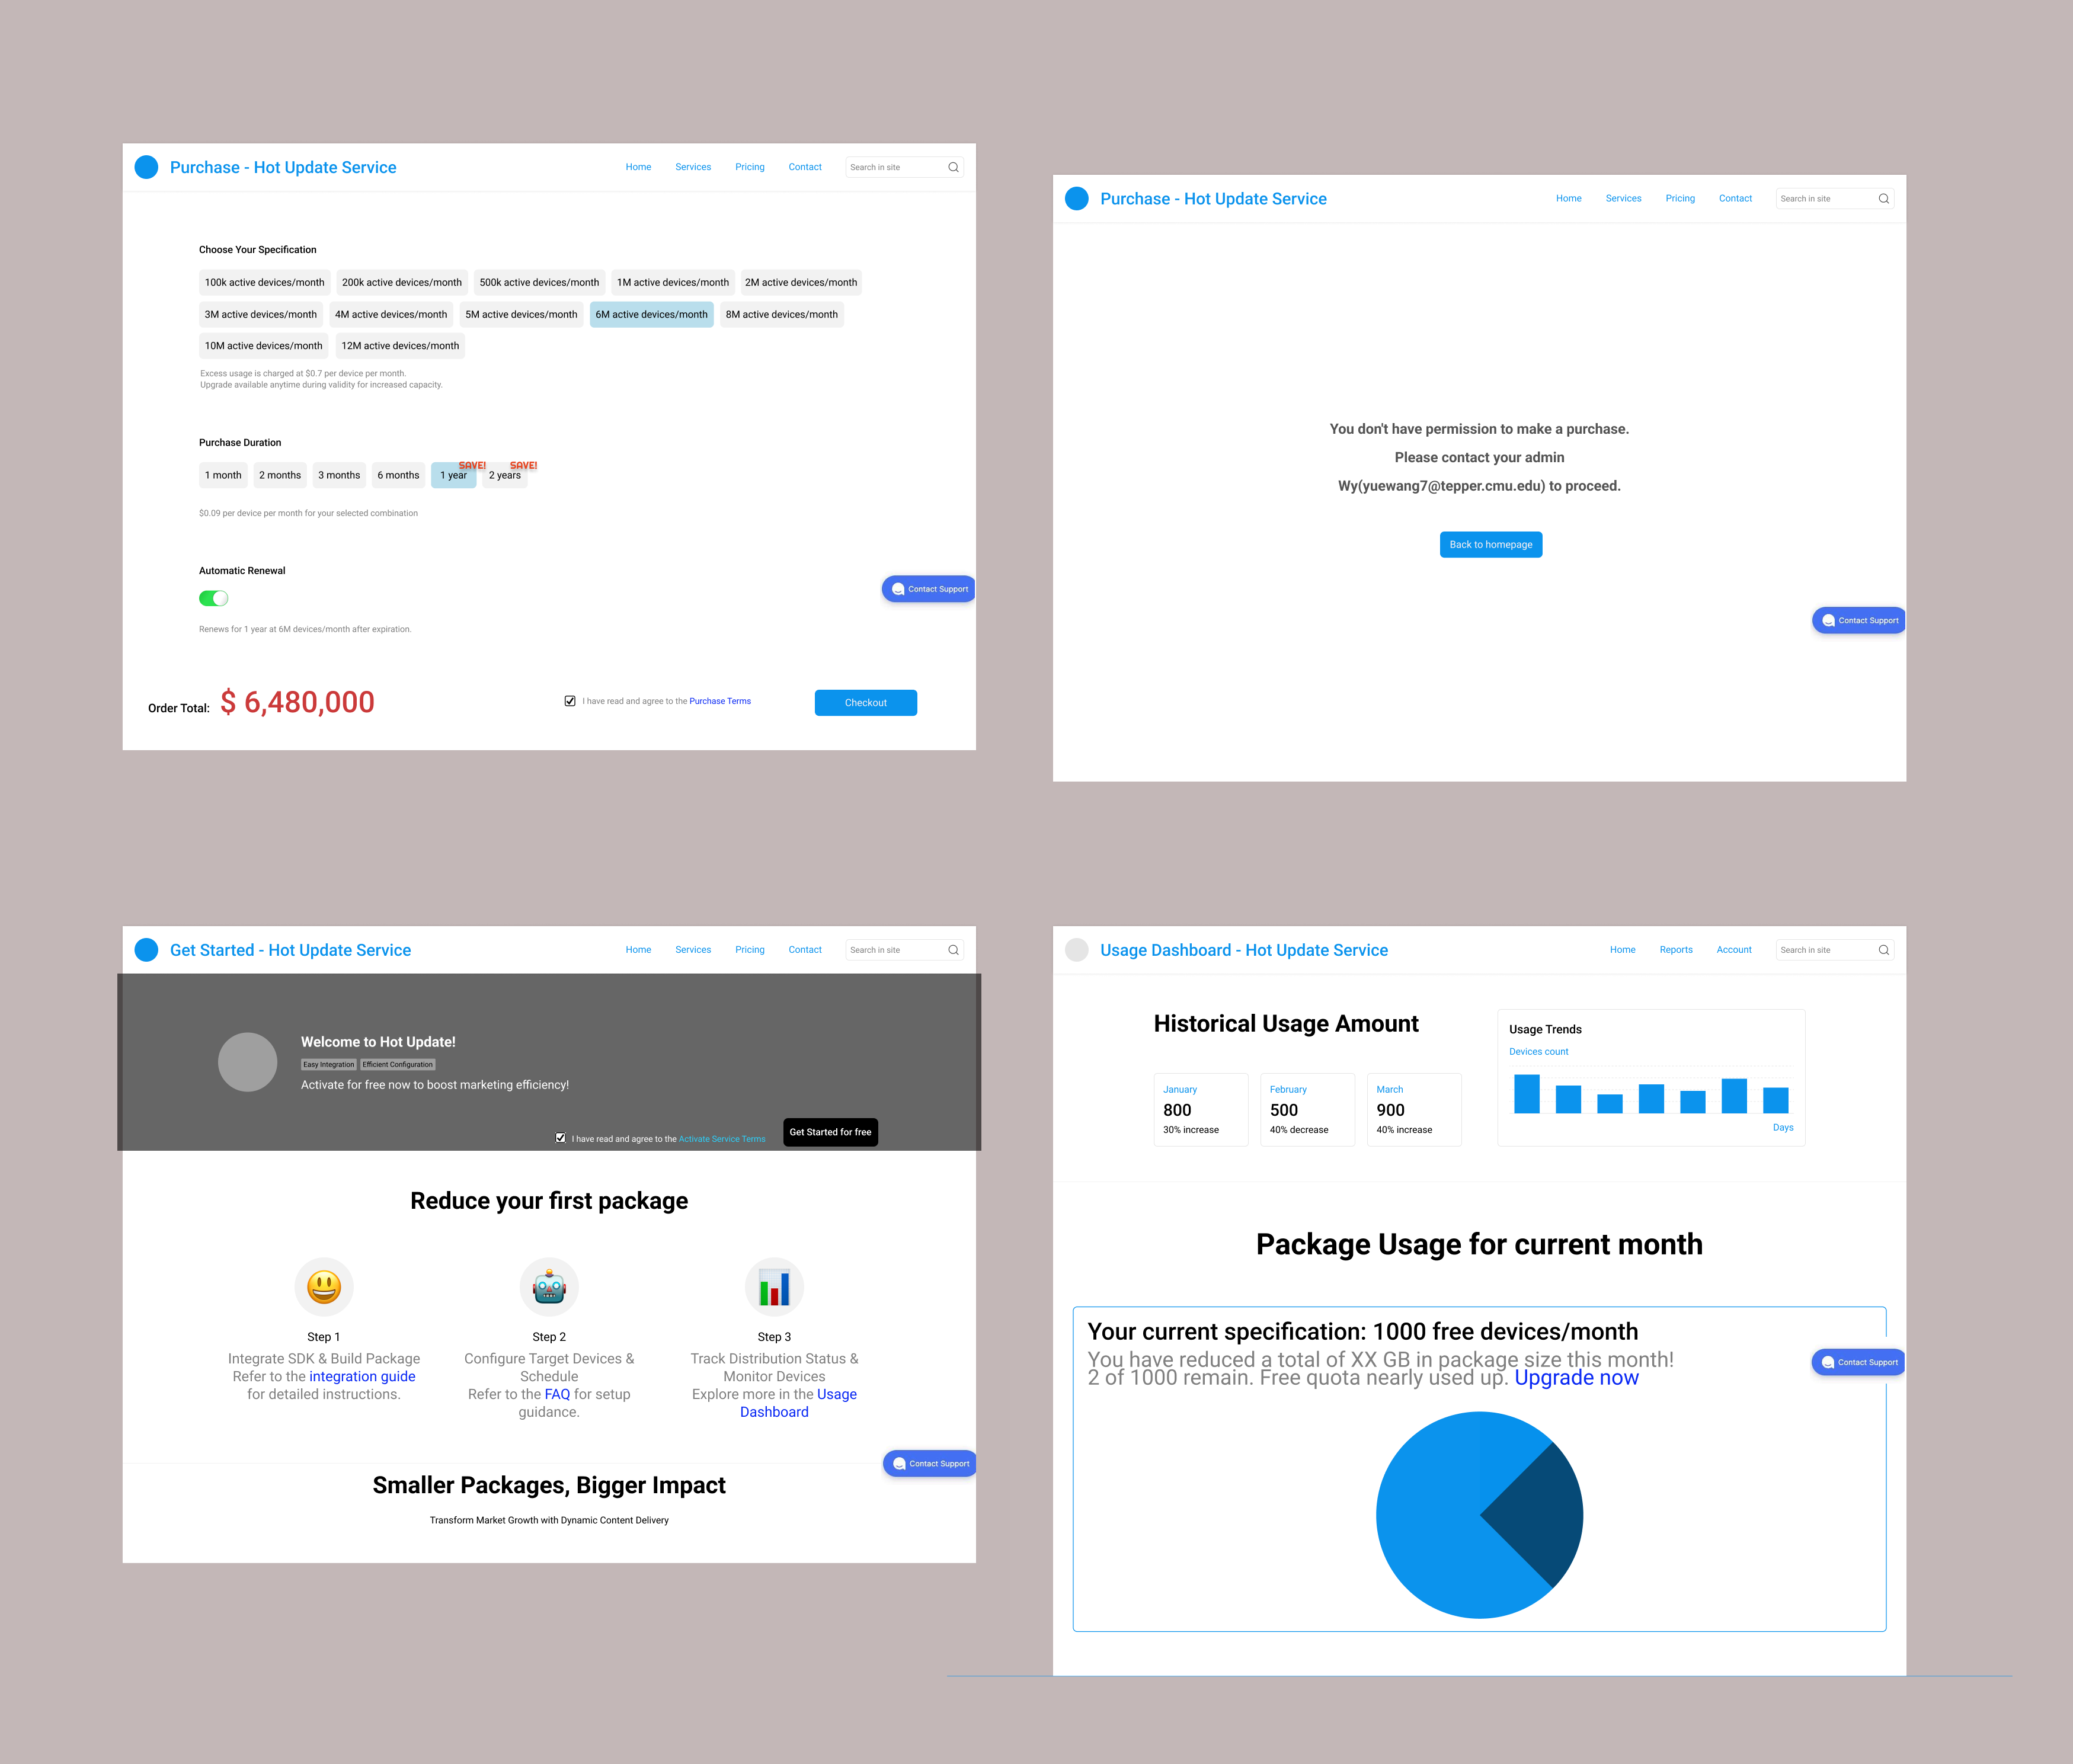 Purchase - Hot Update Service
Home Services Pricing Contact Search in site
Choose Your Specification
100k active devices/month 200k active devices/month 500k active devices/month 1M active devices/month 2M active devices/month
3M active devices/month 4M active devices/month 5M active devices/month 6M active devices/month 8M active devices/month
10M active devices/month 12M active devices/month
Excess usage is charged at $0.7 per device per month.
Upgrade available anytime during validity for increased capacity.
Purchase Duration
SAVE! SAVE!
1 month 2 months 3 months 6 months 1 year 2 years
$0.09 per device per month for your selected combination
Automatic Renewal
Contact Support
Renews for 1 year at 6M devices/month after expiration.
Order Total: $ 6,480,000
I have read and agree to the Purchase Terms
Checkout
Purchase - Hot Update Service
Home Services Pricing Contact Search in site
You don't have permission to make a purchase.
Please contact your admin
Wy(yuewang7@tepper.cmu.edu) to proceed.
Back to homepage
Contact Support
Get Started - Hot Update Service
Home Services Pricing Contact Search in site
Welcome to Hot Update!
Easy Integration Efficient Configuration
Activate for free now to boost marketing efficiency!
I have read and agree to the Activate Service Terms
Get Started for free
Reduce your first package
Step 1
Integrate SDK & Build Package
Refer to the integration guide
for detailed instructions.
Step 2
Configure Target Devices &
Schedule
Refer to the FAQ for setup
guidance.
Step 3
Track Distribution Status &
Monitor Devices
Explore more in the Usage
Dashboard
Contact Support
Smaller Packages, Bigger Impact
Transform Market Growth with Dynamic Content Delivery
Usage Dashboard - Hot Update Service
Home Reports Account Search in site
Historical Usage Amount
January
800
30% increase
February
500
40% decrease
March
900
40% increase
Usage Trends
Devices count
Days
Package Usage for current month
Your current specification: 1000 free devices/month
You have reduced a total of XX GB in package size this month!
2 of 1000 remain. Free quota nearly used up. Upgrade now
Contact Support